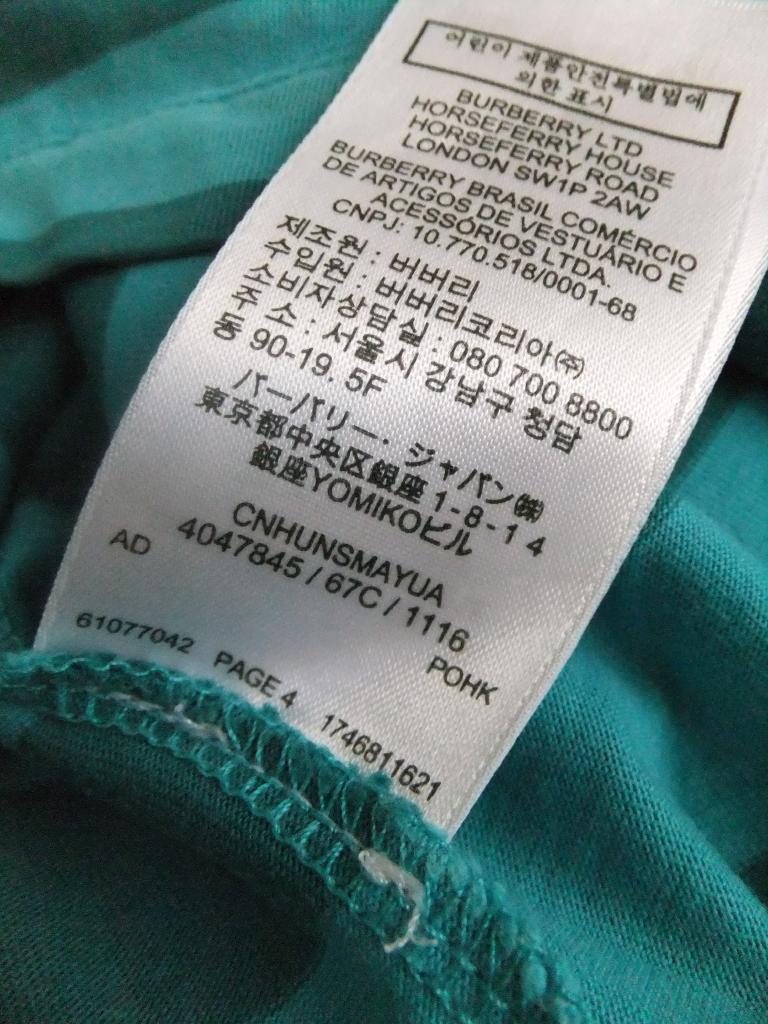 어린이 제품안전특별법에
의한 표시
BURBERRY LTD
HORSEFERRY HOUSE
HORSEFERRY ROAD
LONDON SW1P 2AW
BURBERRY BRASIL COMÉRCIO
DE ARTIGOS DE VESTUÁRIO E
ACESSÓRIOS LTDA.
CNPJ: 10.770.518/0001-68
제조원 : 버버리
수입원 : 버버리코리아㈜
소비자상담실 : 080 700 8800
주 소 : 서울시 강남구 청담
동 90-19. 5F
バーバリー・ジャパン㈱
東京都中央区銀座 1-8-14
銀座YOMIKOビル
CNHUNSMAYUA
4047845 / 67C / 1116
AD
POHK
61077042 PAGE 4 1746811621